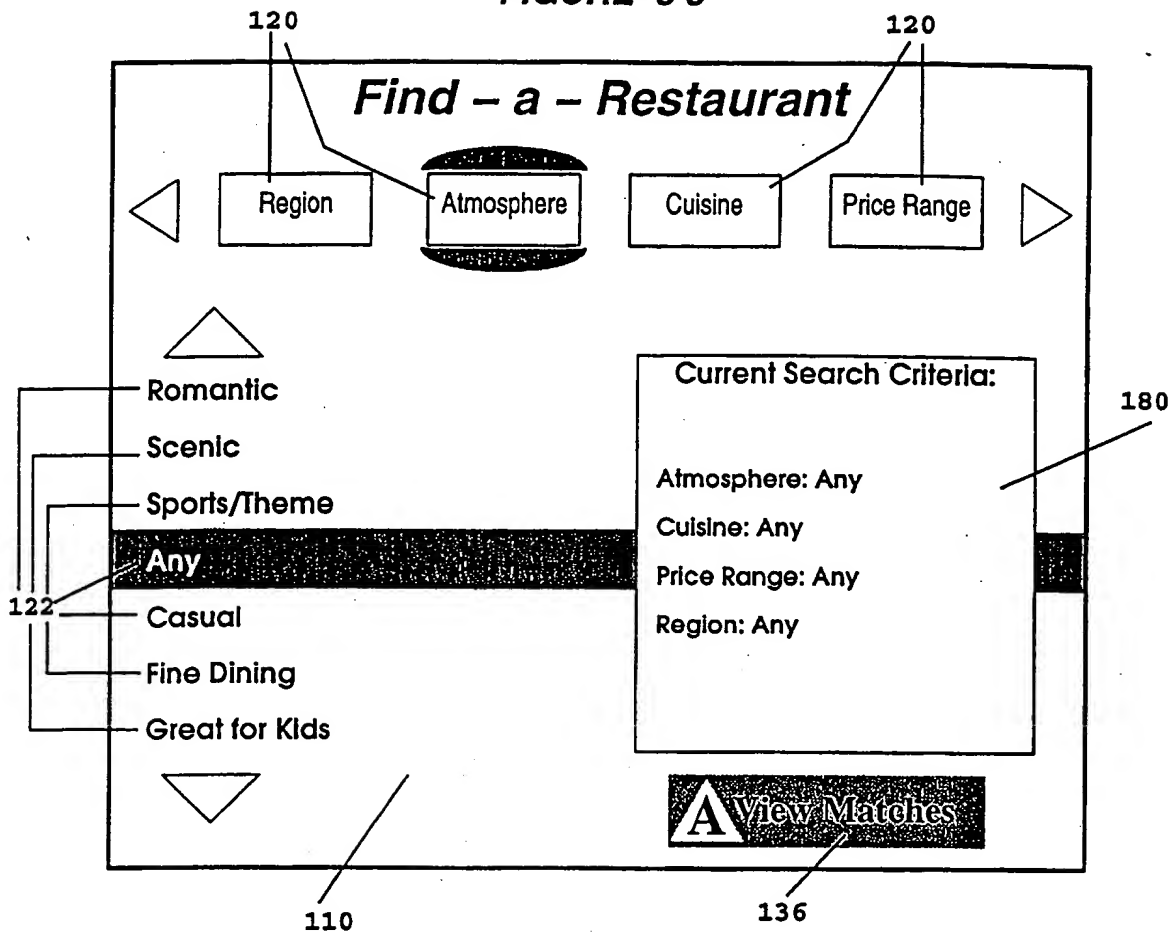 120 120
Find – a – Restaurant
Region Atmosphere Cuisine Price Range
Romantic
Scenic
Sports/Theme
Any
Casual
Fine Dining
Great for Kids
122
Current Search Criteria:
Atmosphere: Any
Cuisine: Any
Price Range: Any
Region: Any
180
A View Matches
110
136